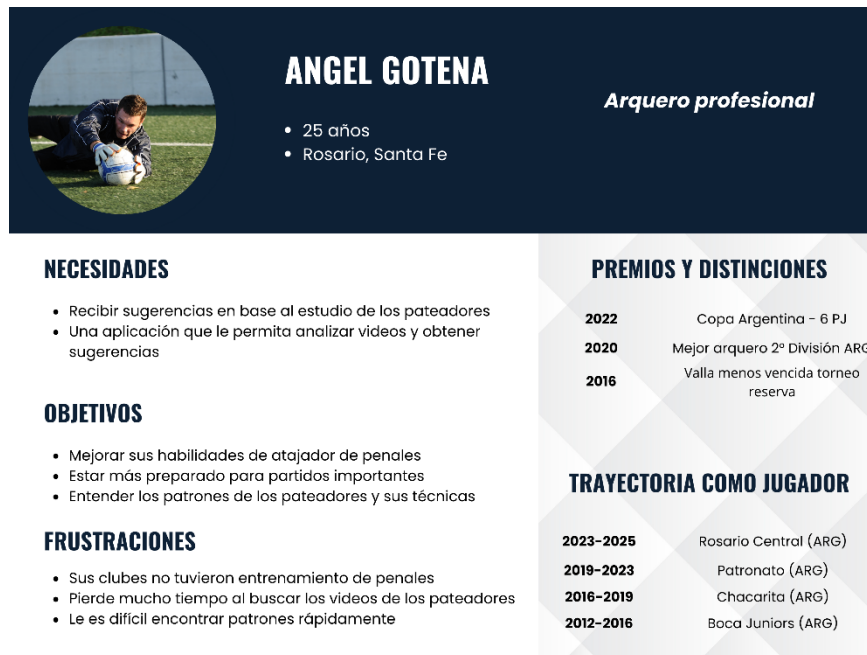 ANGEL GOTENA
Arquero profesional
• 25 años
• Rosario, Santa Fe
NECESIDADES
• Recibir sugerencias en base al estudio de los pateadores
• Una aplicación que le permita analizar videos y obtener
sugerencias
OBJETIVOS
• Mejorar sus habilidades de atajador de penales
• Estar más preparado para partidos importantes
• Entender los patrones de los pateadores y sus técnicas
FRUSTRACIONES
• Sus clubes no tuvieron entrenamiento de penales
• Pierde mucho tiempo al buscar los videos de los pateadores
• Le es difícil encontrar patrones rápidamente
PREMIOS Y DISTINCIONES
2022 Copa Argentina - 6 PJ
2020 Mejor arquero 2º División ARG
2016 Valla menos vencida torneo
reserva
TRAYECTORIA COMO JUGADOR
2023-2025 Rosario Central (ARG)
2019-2023 Patronato (ARG)
2016-2019 Chacarita (ARG)
2012-2016 Boca Juniors (ARG)